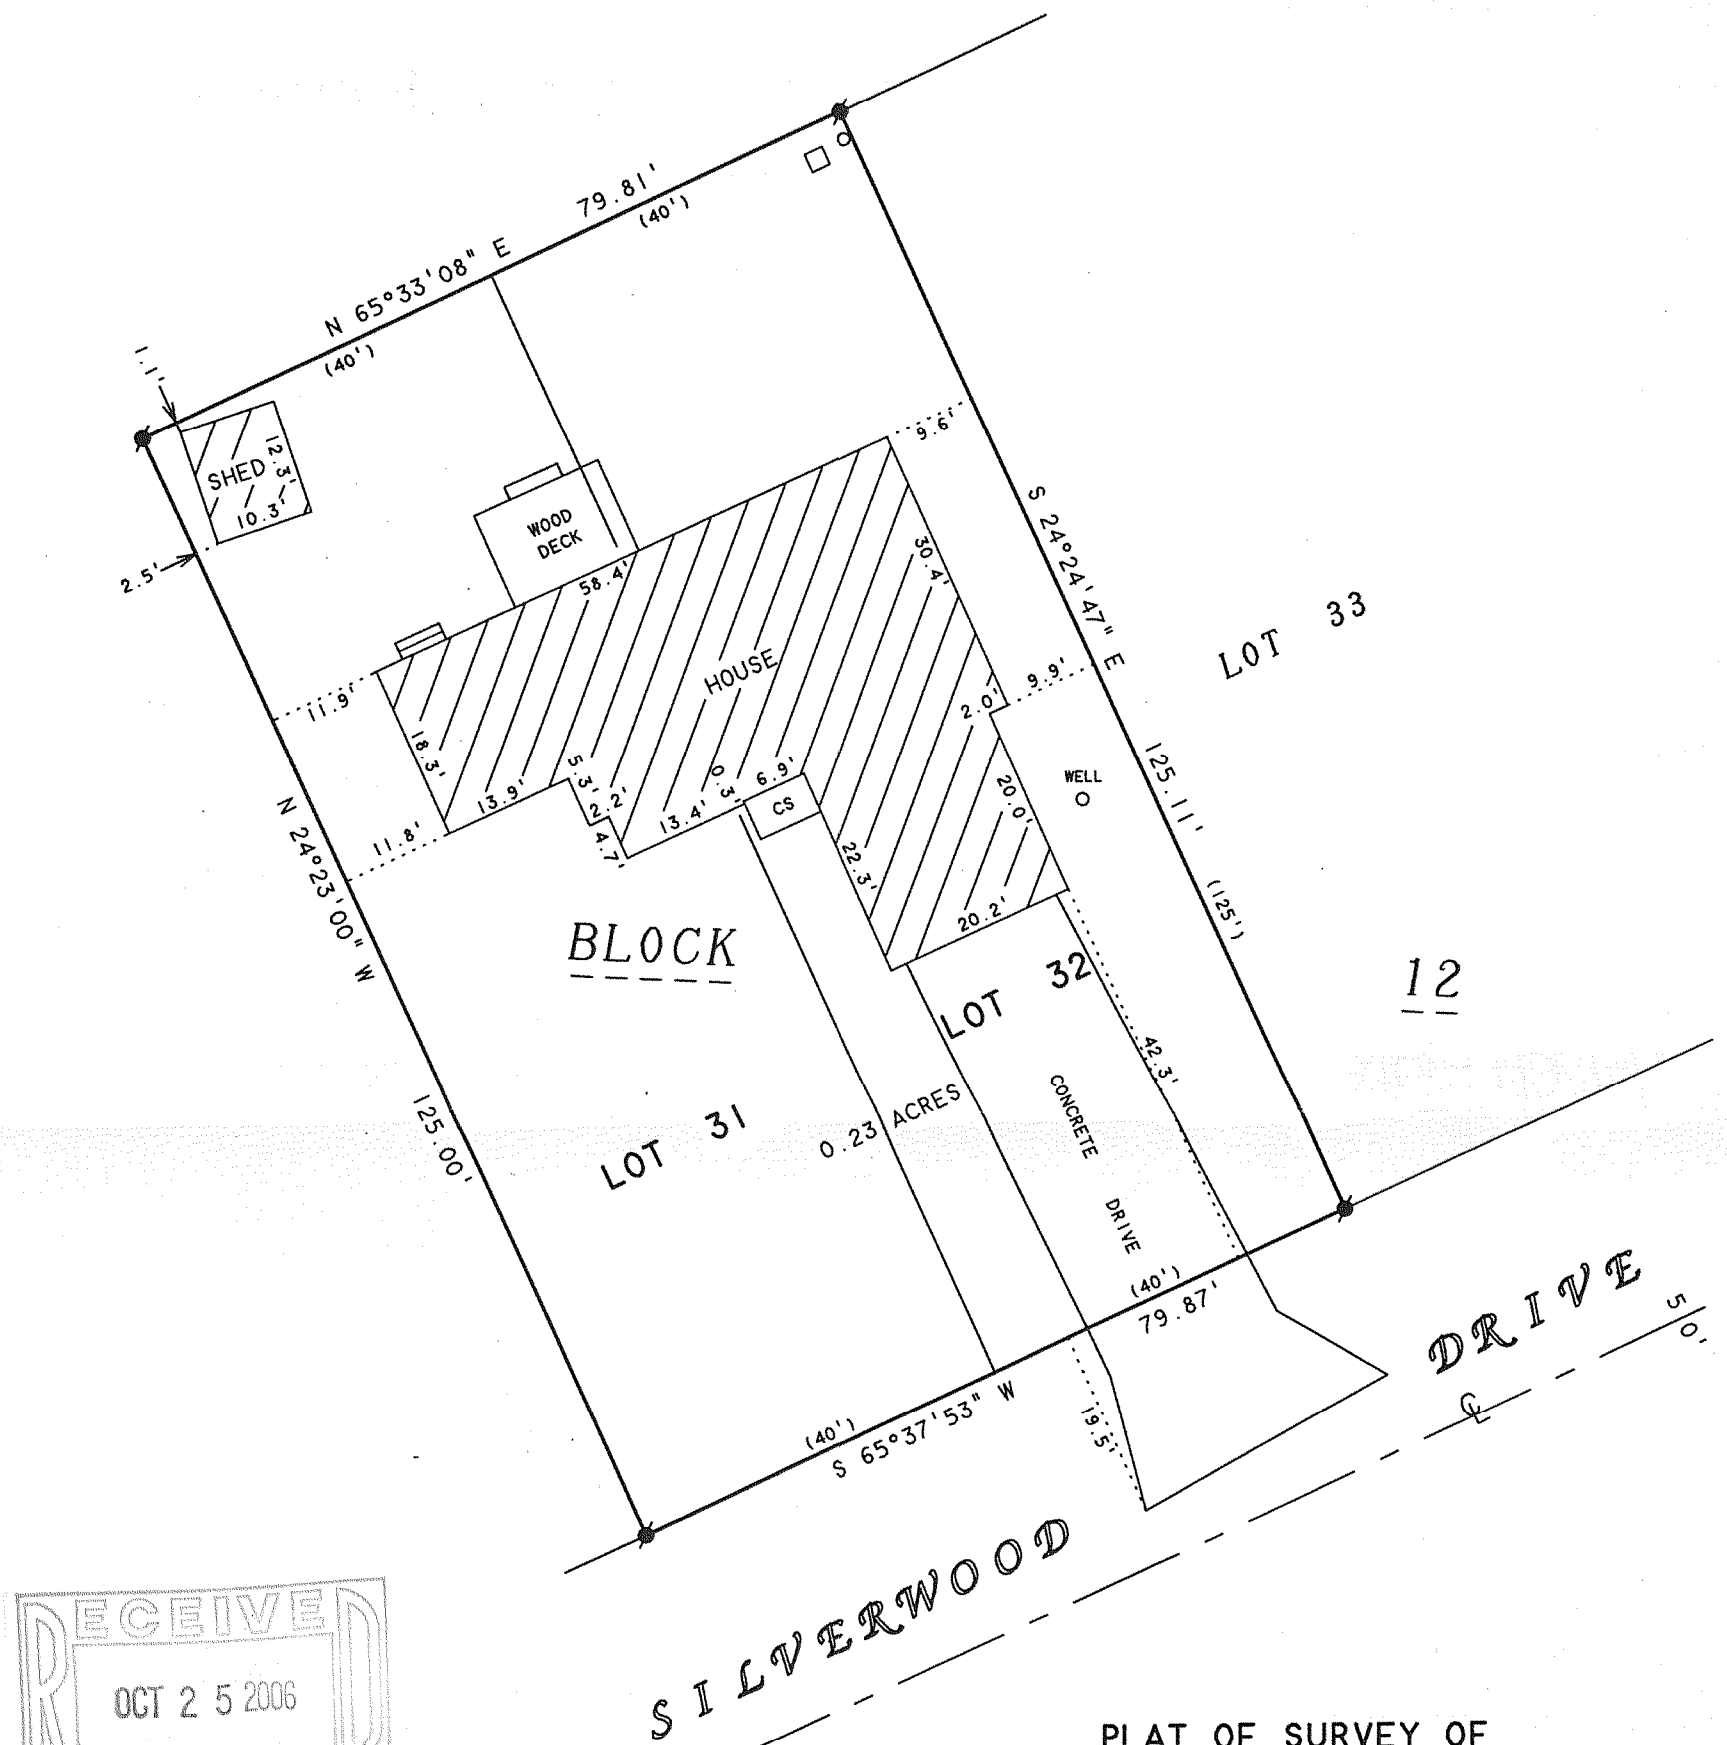 79.81'
(40')
N 65°33'08" E
(40')
1.1'
SHED
12.3'
10.3'
2.5'
WOOD
DECK
58.4'
9.6'
30.4'
S 24°24'47" E
HOUSE
LOT 33
11.9'
18.3'
13.9'
5.3'
2.2'
4.7'
13.4'
0.3'
6.9'
CS
2.0'
9.9'
WELL
20.0'
125.11'
(125')
11.8'
22.3'
20.2'
N 24°23'00" W
BLOCK
12
LOT 32
42.3'
125.00'
LOT 31
0.23 ACRES
CONCRETE
DRIVE
(40')
79.87'
(40')
S 65°37'53" W
19.5'
SILVERWOOD DRIVE
50'
RECEIVED
OCT 25 2006
PLAT OF SURVEY OF